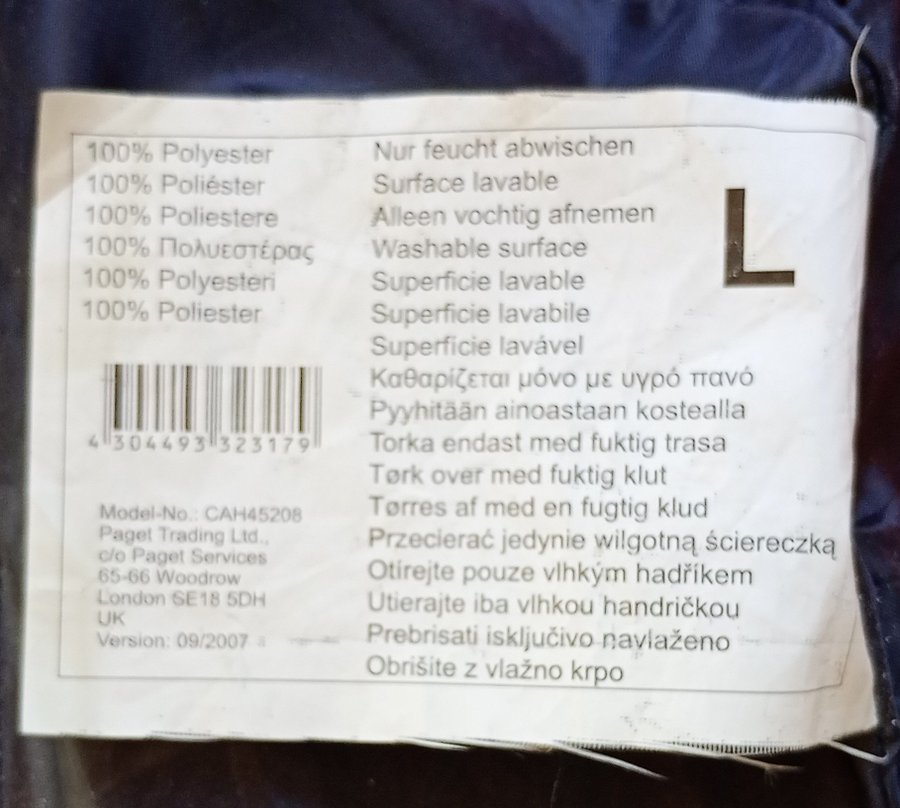 100% Polyester
100% Poliéster
100% Poliestere
100% Πολυεστέρας
100% Polyesteri
100% Poliester
4 304493 323179
Model-No.: CAH45208
Paget Trading Ltd.,
c/o Paget Services
65-66 Woodrow
London SE18 5DH
UK
Version: 09/2007
Nur feucht abwischen
Surface lavable
Alleen vochtig afnemen
Washable surface
Superficie lavable
Superficie lavabile
Superfície lavável
Καθαρίζεται μόνο με υγρό πανό
Pyyhitään ainoastaan kostealla
Torka endast med fuktig trasa
Tørk over med fuktig klut
Tørres af med en fugtig klud
Przecierać jedynie wilgotną ściereczką
Otírejte pouze vlhkým hadříkem
Utierajte iba vlhkou handričkou
Prebrisati isključivo navlaženo
Obrišite z vlažno krpo
L